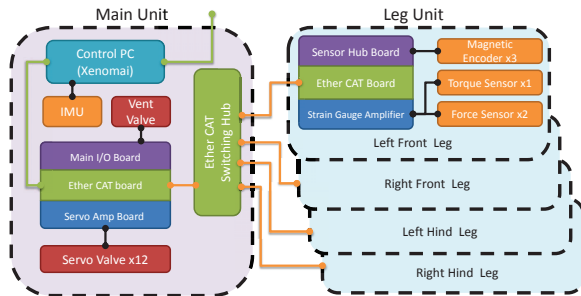 Main Unit
Control PC
(Xenomai)
IMU
Vent
Valve
Main I/O Board
Ether CAT board
Servo Amp Board
Servo Valve x12
Ether CAT
Switching Hub
Leg Unit
Sensor Hub Board
Ether CAT Board
Strain Gauge Amplifier
Magnetic
Encoder x3
Torque Sensor x1
Force Sensor x2
Left Front Leg
Right Front Leg
Left Hind Leg
Right Hind Leg